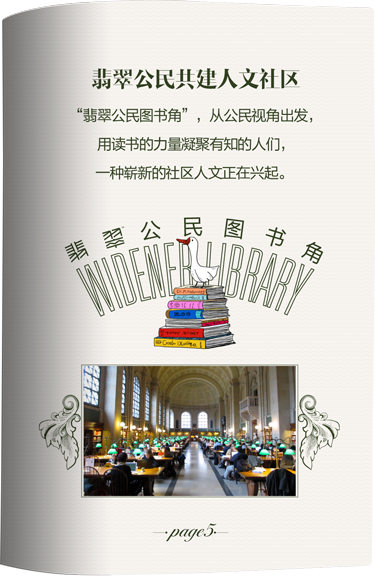 翡翠公民共建人文社区
“翡翠公民图书角”，从公民视角出发，
用读书的力量凝聚有知的人们，
一种崭新的社区人文正在兴起。
翡翠公民图书角
WIDENER LIBRARY
page5